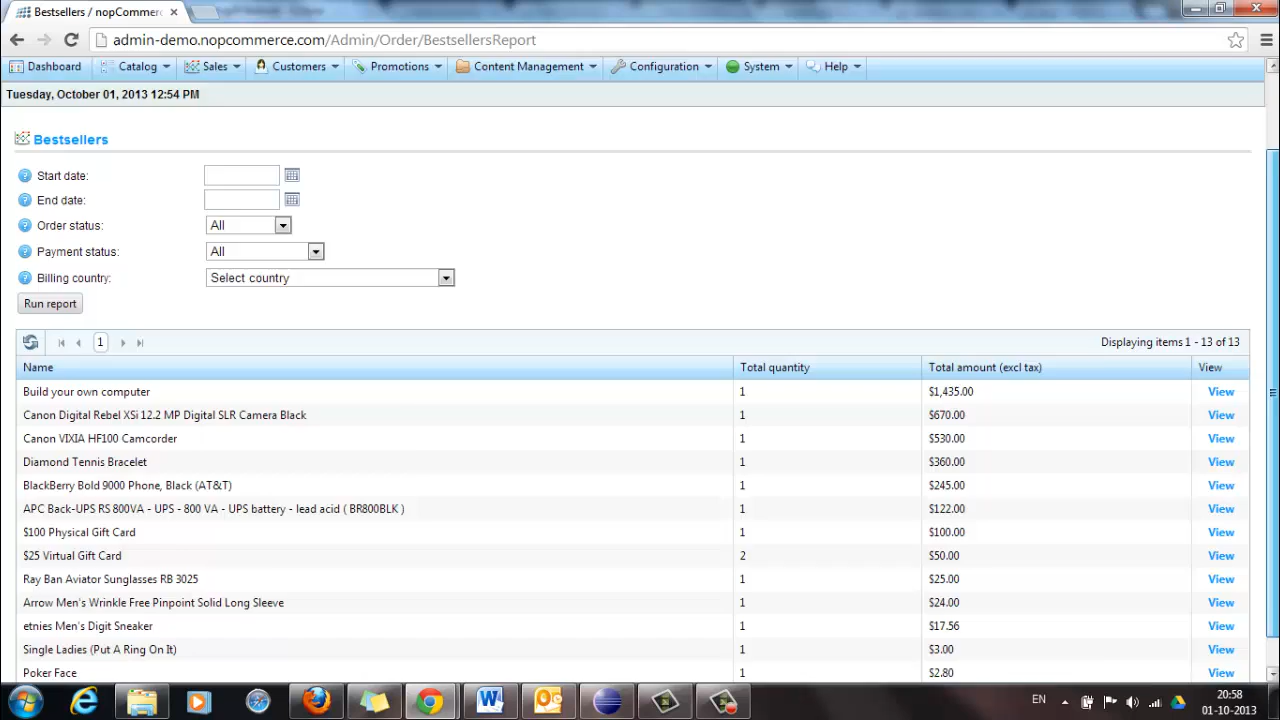 Bestsellers / nopCommerc
admin-demo.nopcommerce.com/Admin/Order/BestsellersReport
Dashboard Catalog Sales Customers Promotions Content Management Configuration System Help
Tuesday, October 01, 2013 12:54 PM
Bestsellers
Start date:
End date:
Order status: All
Payment status: All
Billing country: Select country
Run report
1 Displaying items 1 - 13 of 13
Name Total quantity Total amount (excl tax) View
Build your own computer 1 $1,435.00 View
Canon Digital Rebel XSi 12.2 MP Digital SLR Camera Black 1 $670.00 View
Canon VIXIA HF100 Camcorder 1 $530.00 View
Diamond Tennis Bracelet 1 $360.00 View
BlackBerry Bold 9000 Phone, Black (AT&T) 1 $245.00 View
APC Back-UPS RS 800VA - UPS - 800 VA - UPS battery - lead acid ( BR800BLK ) 1 $122.00 View
$100 Physical Gift Card 1 $100.00 View
$25 Virtual Gift Card 2 $50.00 View
Ray Ban Aviator Sunglasses RB 3025 1 $25.00 View
Arrow Men's Wrinkle Free Pinpoint Solid Long Sleeve 1 $24.00 View
etnies Men's Digit Sneaker 1 $17.56 View
Single Ladies (Put A Ring On It) 1 $3.00 View
Poker Face 1 $2.80 View
EN 20:58
01-10-2013